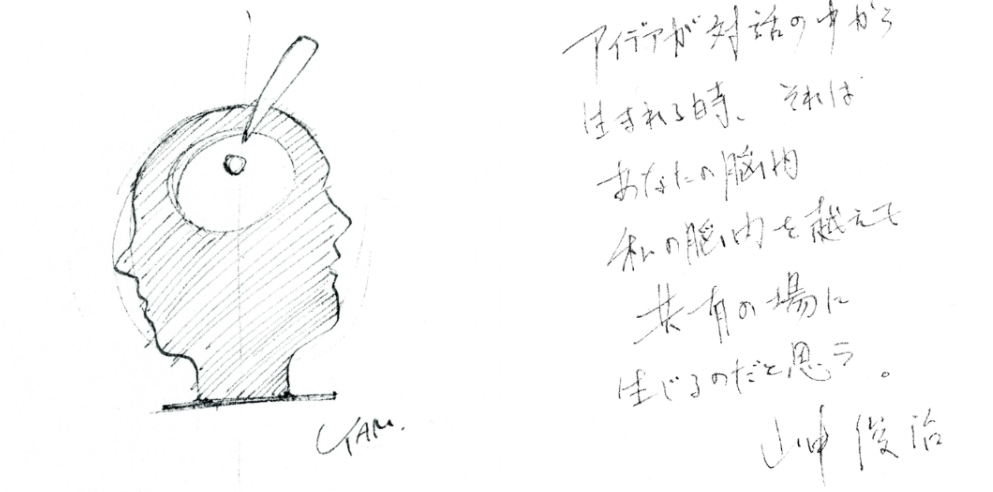 アイデアが対話の中から
生まれる時、それは
あなたの脳内
私の脳内を越えて
共有の場に
生じるのだと思う。
山中俊治